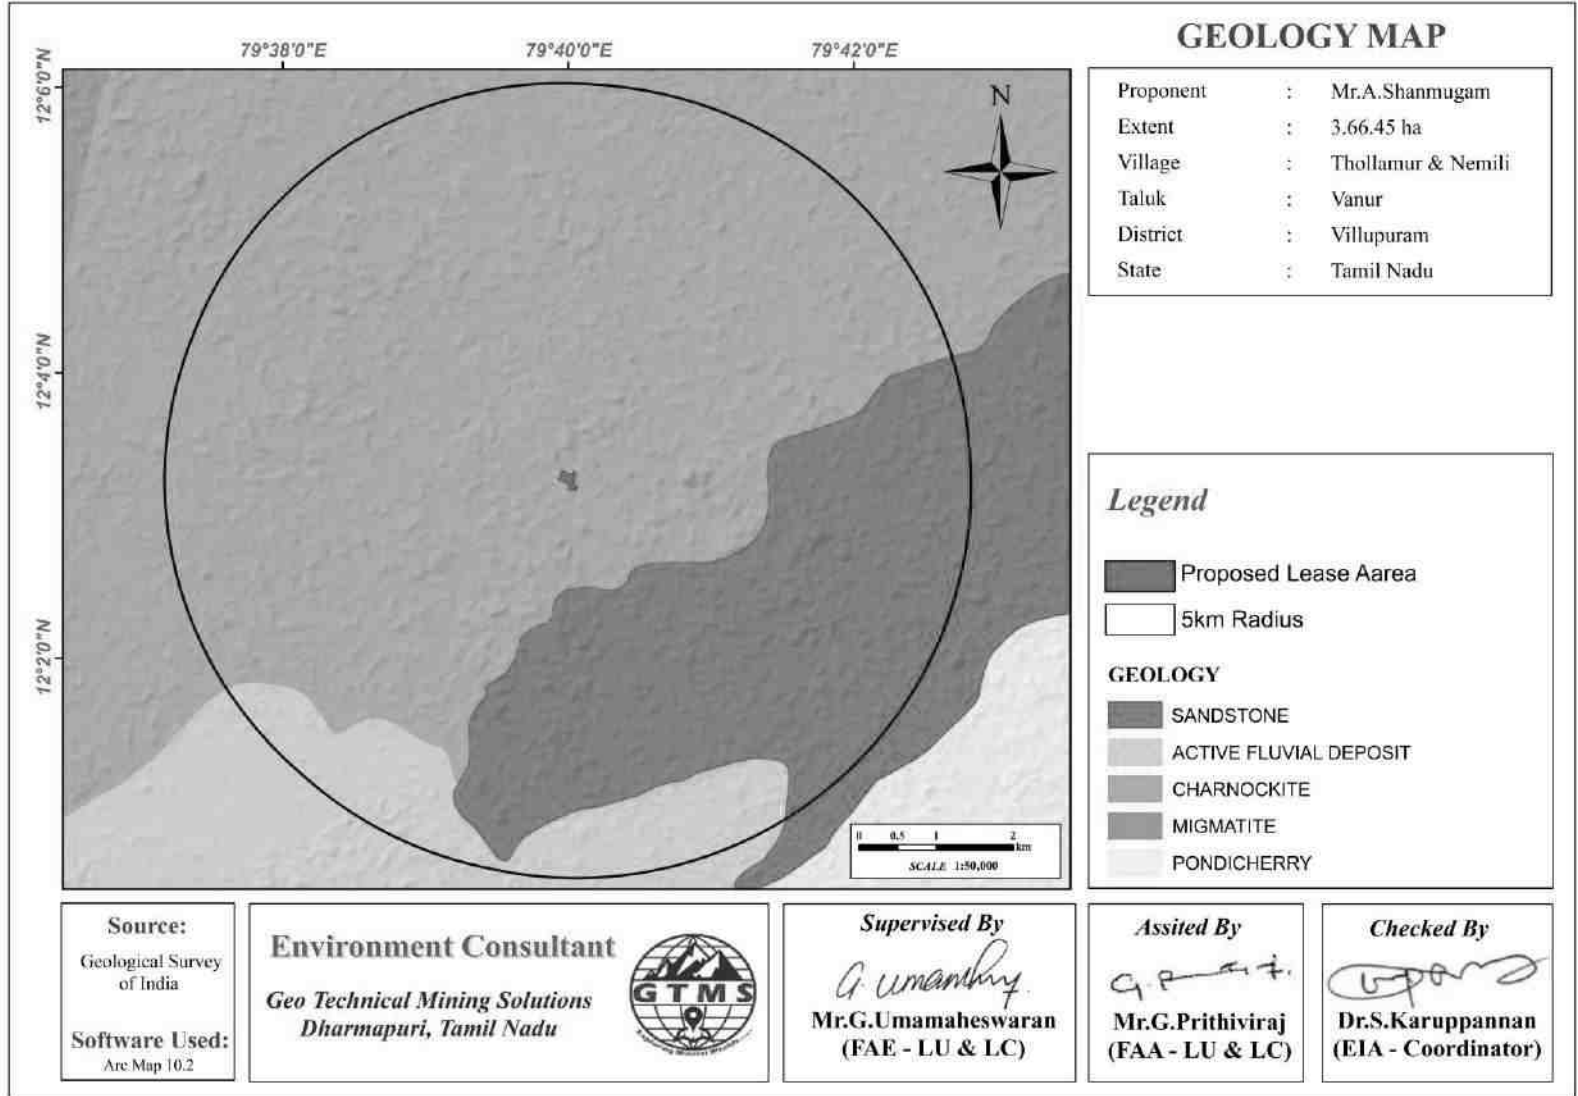 GEOLOGY MAP
79°38'0"E
79°40'0"E
79°42'0"E
12°6'0"N
12°4'0"N
12°2'0"N
N
Proponent : Mr.A.Shanmugam
Extent : 3.66.45 ha
Village : Thollamur & Nemili
Taluk : Vanur
District : Villupuram
State : Tamil Nadu
Legend
Proposed Lease Aarea
5km Radius
GEOLOGY
SANDSTONE
ACTIVE FLUVIAL DEPOSIT
CHARNOCKITE
MIGMATITE
PONDICHERRY
0 0.5 1 2
km
SCALE 1:50,000
Source:
Geological Survey
of India
Software Used:
Arc Map 10.2
Environment Consultant
Geo Technical Mining Solutions
Dharmapuri, Tamil Nadu
GTMS
Supervised By
G. Umamhry.
Mr.G.Umamaheswaran
(FAE - LU & LC)
Assited By
Mr.G.Prithiviraj
(FAA - LU & LC)
Checked By
Dr.S.Karuppannan
(EIA - Coordinator)